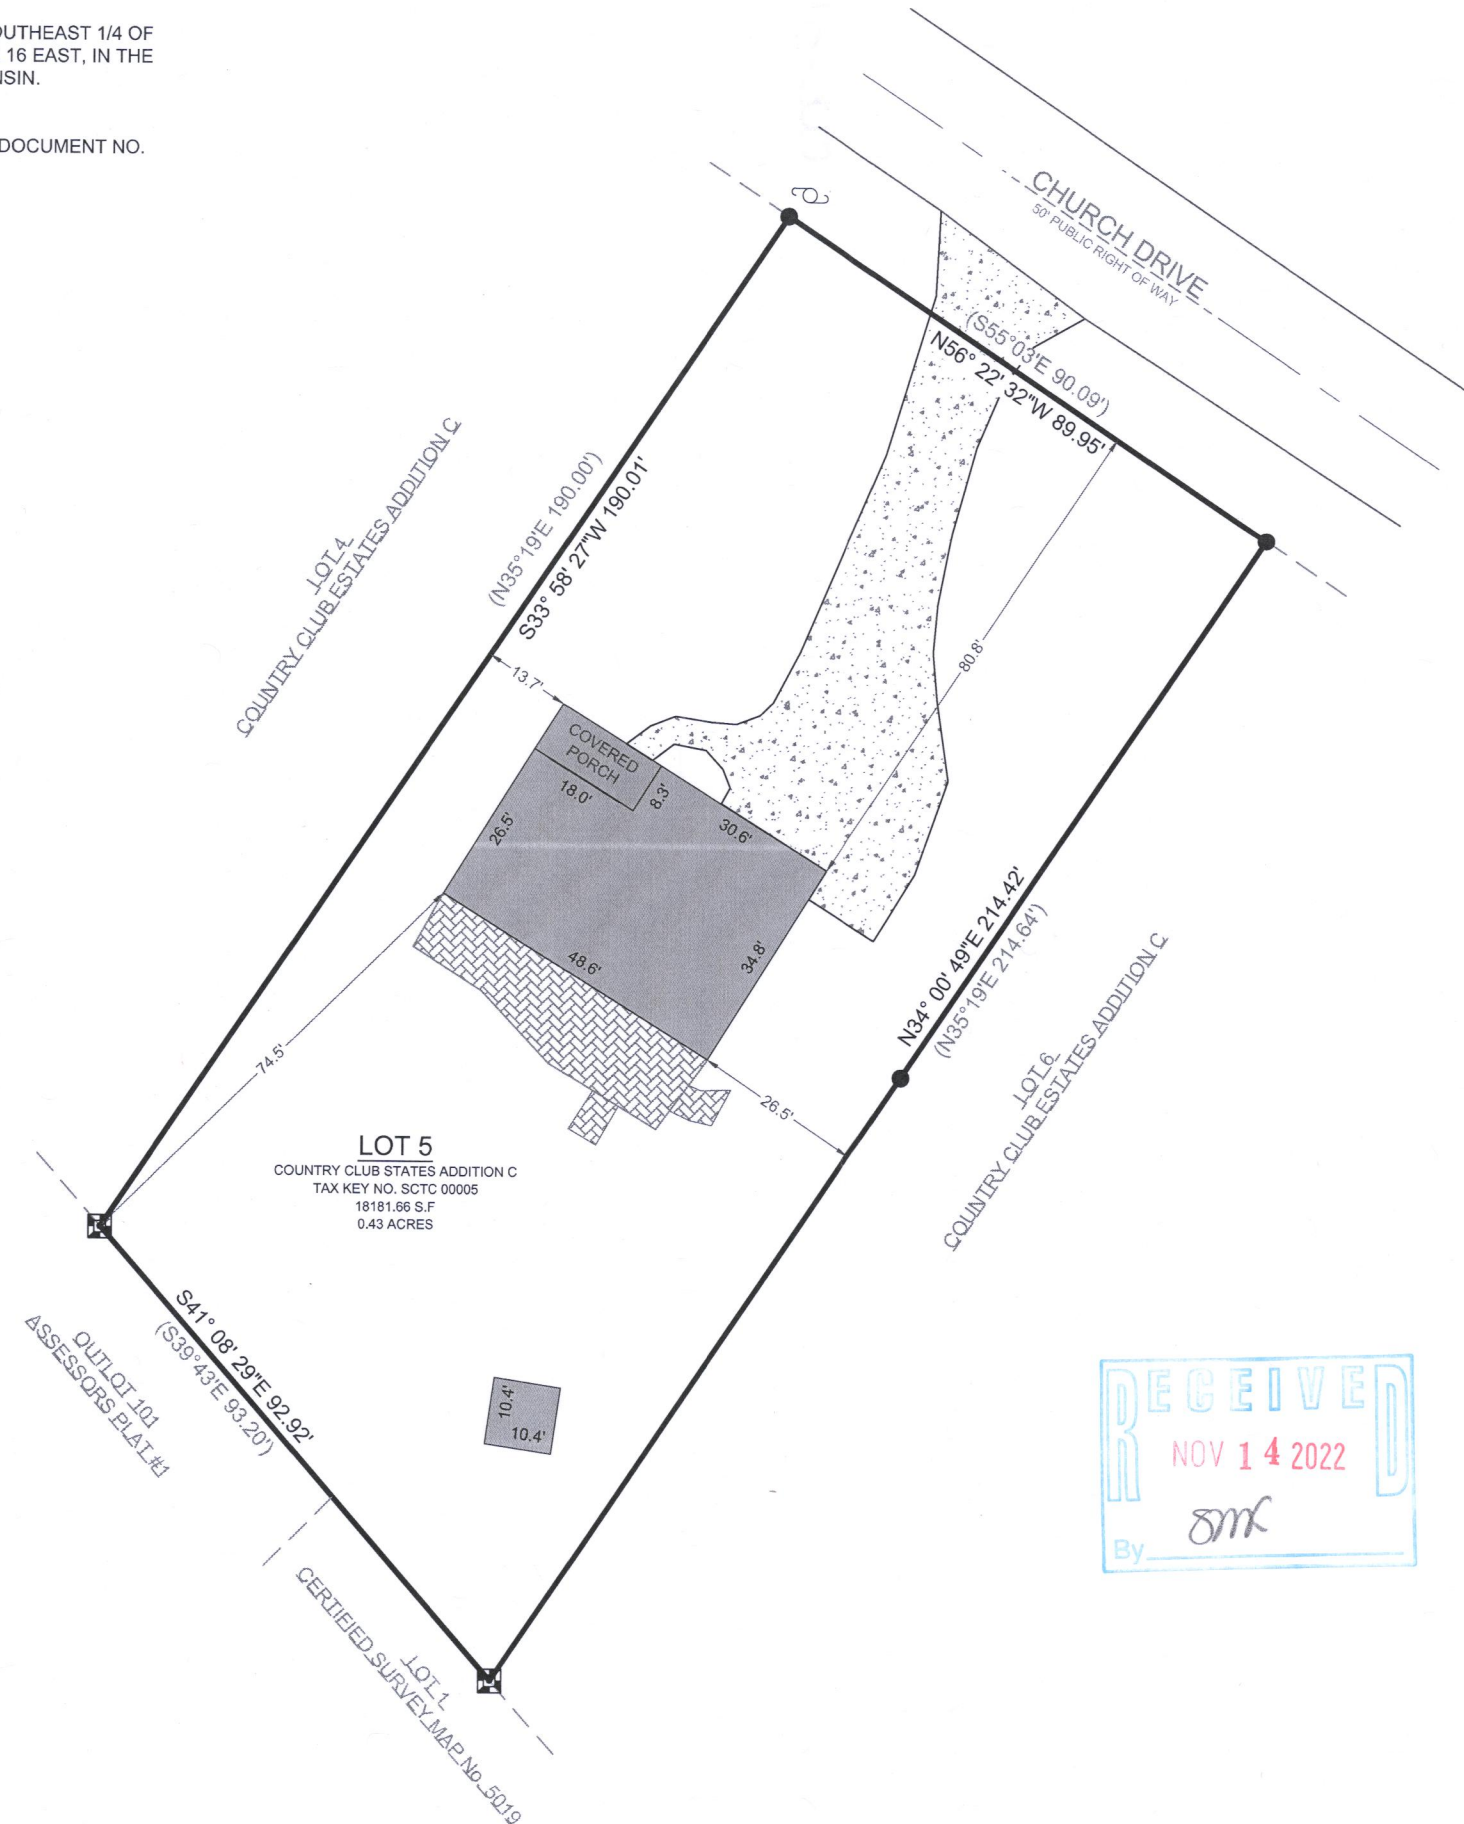 OUTHEAST 1/4 OF
16 EAST, IN THE
NSIN.
DOCUMENT NO.
CHURCH DRIVE
50' PUBLIC RIGHT OF WAY
(S55°03'E 90.09')
N56° 22' 32"W 89.95'
LOT 4
COUNTRY CLUB ESTATES ADDITION C
(N35°19'E 190.00')
S33° 58' 27"W 190.01'
80.8'
13.7'
COVERED
PORCH
18.0'
8.3'
30.6'
26.5'
48.6'
34.8'
N34° 00' 49"E 214.42'
(N35°19'E 214.64')
LOT 6
COUNTRY CLUB ESTATES ADDITION C
74.5'
26.5'
LOT 5
COUNTRY CLUB STATES ADDITION C
TAX KEY NO. SCTC 00005
18181.66 S.F
0.43 ACRES
S41° 08' 29"E 92.92'
(S39°43'E 93.20')
OUTLOT 101
ASSESSORS PLAT #1
10.4'
10.4'
LOT 1
CERTIFIED SURVEY MAP No. 5019
RECEIVED
NOV 14 2022
By smk